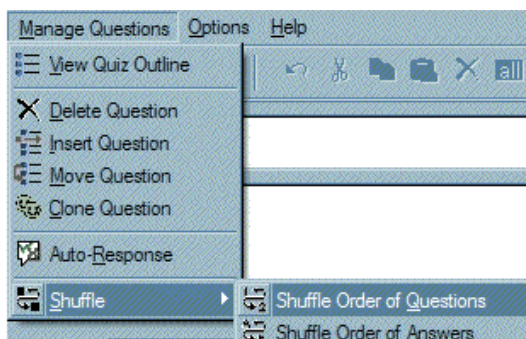 Manage Questions Options Help
View Quiz Outline
all
Delete Question
Insert Question
Move Question
Clone Question
Auto-Response
Shuffle
Shuffle Order of Questions
Shuffle Order of Answers